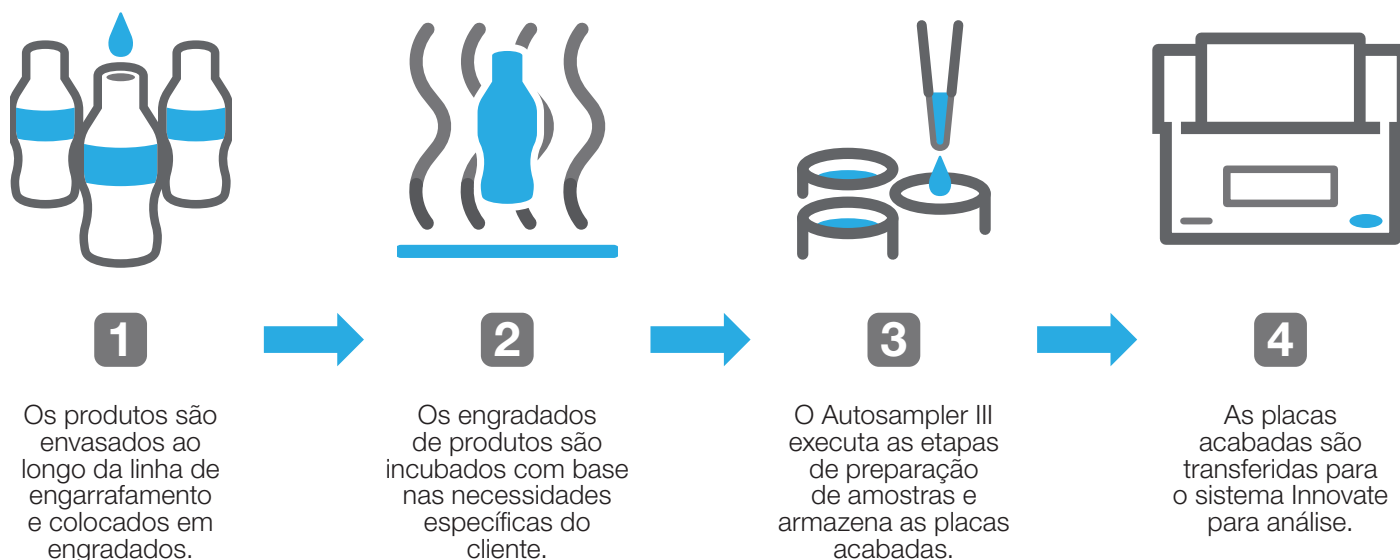 1
Os produtos são
envasados ao
longo da linha de
engarrafamento
e colocados em
engradados.
2
Os engradados
de produtos são
incubados com base
nas necessidades
específicas do
cliente.
3
O Autosampler III
executa as etapas
de preparação
de amostras e
armazena as placas
acabadas.
4
As placas
acabadas são
transferidas para
o sistema Innovate
para análise.